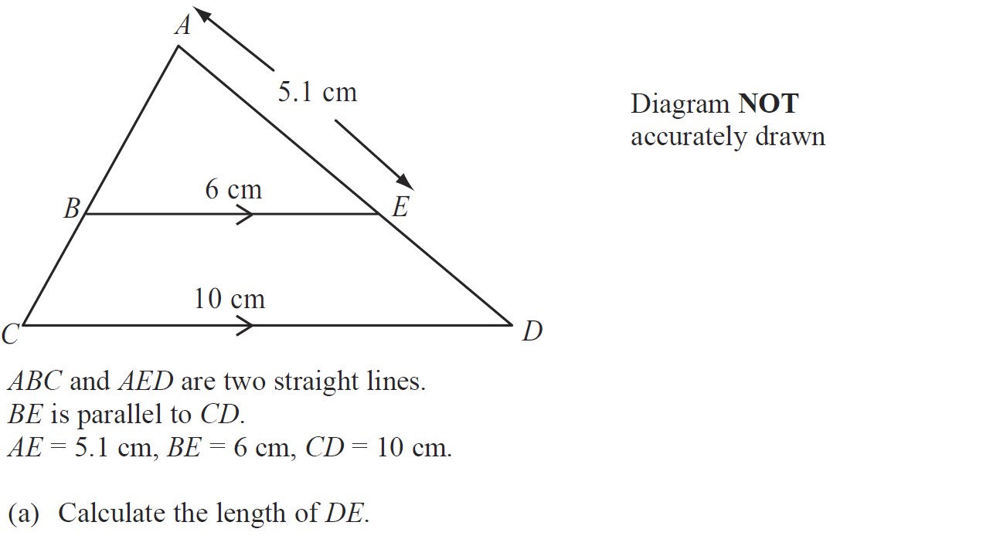 A
5.1 cm
Diagram NOT
accurately drawn
6 cm
B
E
10 cm
C
D
ABC and AED are two straight lines.
BE is parallel to CD.
AE = 5.1 cm, BE = 6 cm, CD = 10 cm.
(a) Calculate the length of DE.